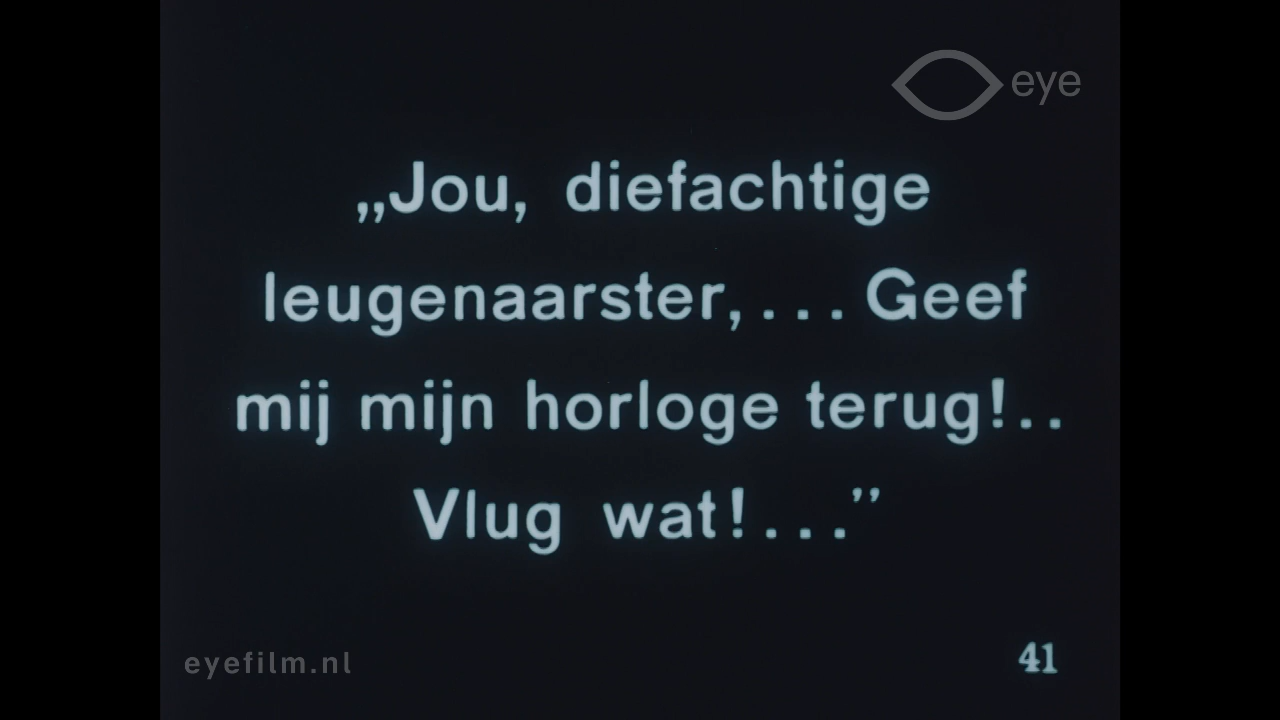 eye
„Jou, diefachtige
leugenaarster,... Geef
mij mijn horloge terug!..
Vlug wat!...”
eyefilm.nl
41